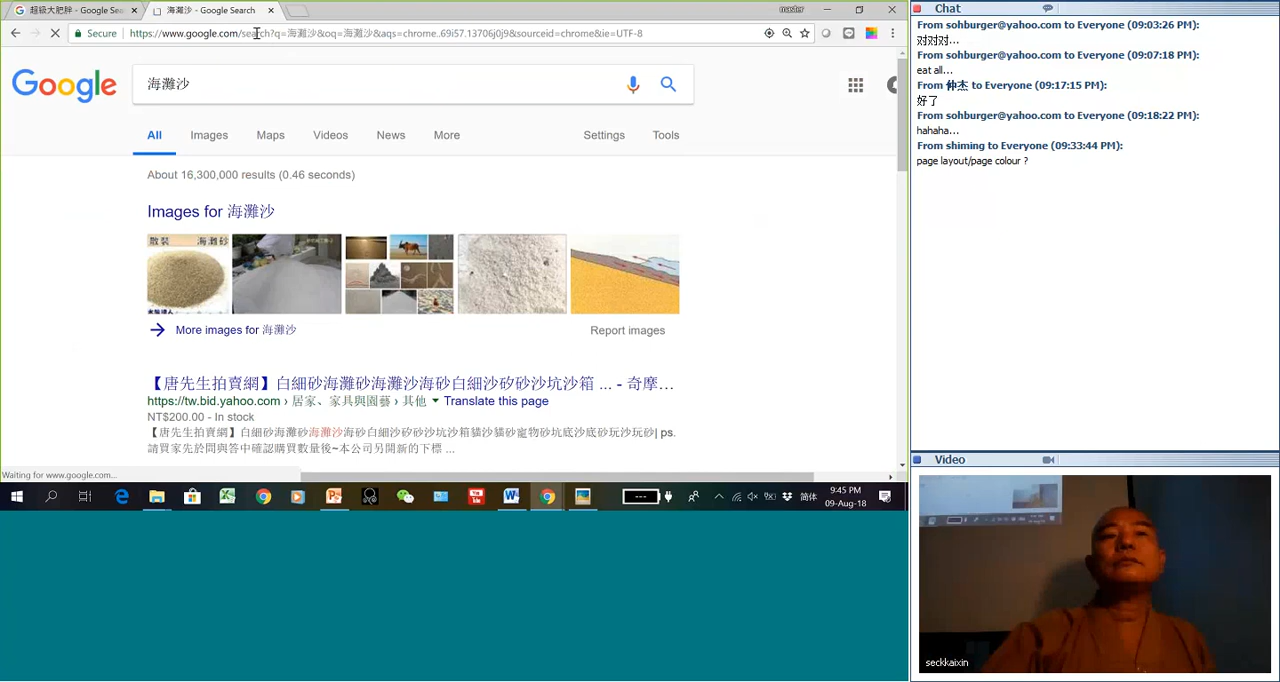 超級大肥胖 - Google Sea
海灘沙 - Google Search
master
Secure
https://www.google.com/search?q=海灘沙&oq=海灘沙&aqs=chrome..69i57.13706j0j9&sourceid=chrome&ie=UTF-8
Google
海灘沙
All
Images
Maps
Videos
News
More
Settings
Tools
About 16,300,000 results (0.46 seconds)
Images for 海灘沙
散裝 海灘砂
More images for 海灘沙
Report images
【唐先生拍賣網】白細砂海灘砂海灘沙海砂白細沙矽砂沙坑沙箱 ... - 奇摩...
https://tw.bid.yahoo.com › 居家、家具與園藝 › 其他 Translate this page
NT$200.00 - In stock
【唐先生拍賣網】白細砂海灘砂海灘沙海砂白細沙矽砂沙坑沙箱貓沙貓砂寵物砂坑底沙底砂玩沙玩砂| ps.
請買家先於問與答中確認購買數量後~本公司另開新的下標 ...
Waiting for www.google.com...
简体
9:45 PM
09-Aug-18
Chat
From sohburger@yahoo.com to Everyone (09:03:26 PM):
对对对...
From sohburger@yahoo.com to Everyone (09:07:18 PM):
eat all...
From 仲杰 to Everyone (09:17:15 PM):
好了
From sohburger@yahoo.com to Everyone (09:18:22 PM):
hahaha...
From shiming to Everyone (09:33:44 PM):
page layout/page colour ?
Video
seckkaixin